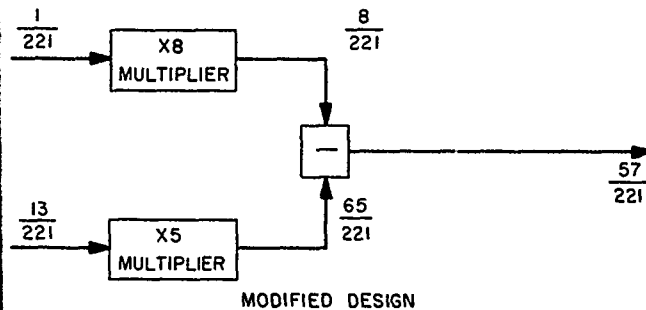 1/221
X8
MULTIPLIER
8/221
—
57/221
13/221
X5
MULTIPLIER
65/221
MODIFIED DESIGN